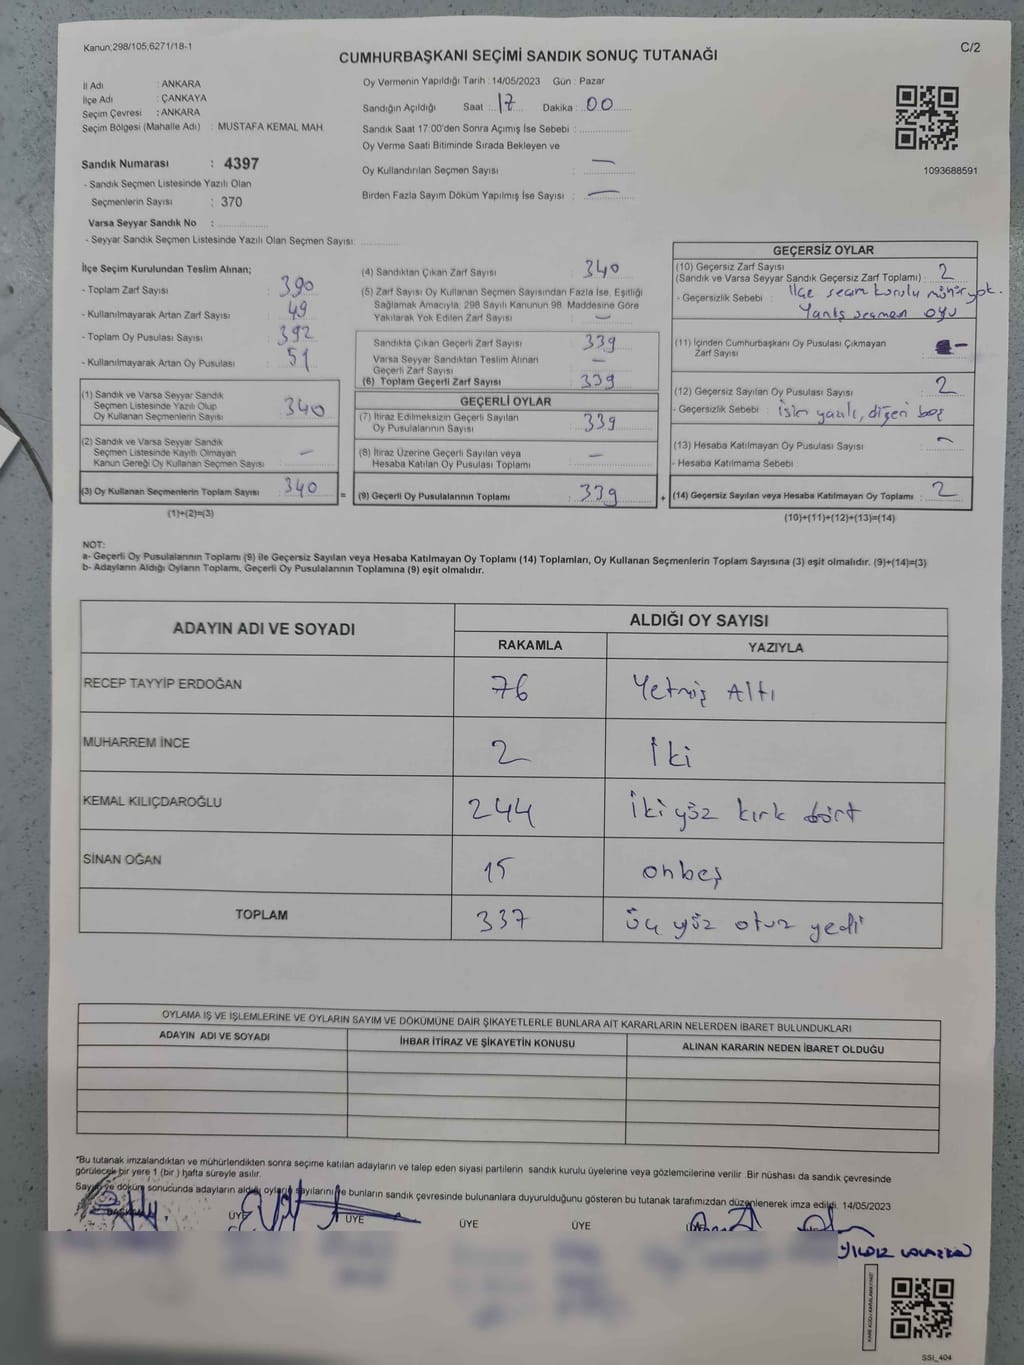 Kanun;298/105;6271/18-1
C/2
CUMHURBAŞKANI SEÇİMİ SANDIK SONUÇ TUTANAĞI
İl Adı : ANKARA
İlçe Adı : ÇANKAYA
Seçim Çevresi : ANKARA
Seçim Bölgesi (Mahalle Adı) : MUSTAFA KEMAL MAH.
Sandık Numarası : 4397
- Sandık Seçmen Listesinde Yazılı Olan
Seçmenlerin Sayısı : 370
Varsa Seyyar Sandık No :
- Seyyar Sandık Seçmen Listesinde Yazılı Olan Seçmen Sayısı:
Oy Vermenin Yapıldığı Tarih : 14/05/2023 Gün : Pazar
Sandığın Açıldığı Saat : 17 Dakika : 00
Sandık Saat 17:00'den Sonra Açımış İse Sebebi :
Oy Verme Saati Bitiminde Sırada Bekleyen ve
Oy Kullandırılan Seçmen Sayısı : —
Birden Fazla Sayım Döküm Yapılmış İse Sayısı : —
1093688591
İlçe Seçim Kurulundan Teslim Alınan;
- Toplam Zarf Sayısı : 390
- Kullanılmayarak Artan Zarf Sayısı : 49
- Toplam Oy Pusulası Sayısı : 392
- Kullanılmayarak Artan Oy Pusulası : 51
(1) Sandık ve Varsa Seyyar Sandık
Seçmen Listesinde Yazılı Olup
Oy Kullanan Seçmenlerin Sayısı : 340
(2) Sandık ve Varsa Seyyar Sandık
Seçmen Listesinde Kayıtlı Olmayan
Kanun Gereği Oy Kullanan Seçmen Sayısı : —
(3) Oy Kullanan Seçmenlerin Toplam Sayısı : 340
(1)+(2)=(3)
(4) Sandıktan Çıkan Zarf Sayısı : 340
(5) Zarf Sayısı Oy Kullanan Seçmen Sayısından Fazla İse, Eşitliği
Sağlamak Amacıyla; 298 Sayılı Kanunun 98. Maddesine Göre
Yakılarak Yok Edilen Zarf Sayısı : —
Sandıkta Çıkan Geçerli Zarf Sayısı : 339
Varsa Seyyar Sandıktan Teslim Alınan
Geçerli Zarf Sayısı : —
(6) Toplam Geçerli Zarf Sayısı : 339
GEÇERLİ OYLAR
(7) İtiraz Edilmeksizin Geçerli Sayılan
Oy Pusulalarının Sayısı : 339
(8) İtiraz Üzerine Geçerli Sayılan veya
Hesaba Katılan Oy Pusulası Toplamı : —
= (9) Geçerli Oy Pusulalarının Toplamı : 339 +
GEÇERSİZ OYLAR
(10) Geçersiz Zarf Sayısı
(Sandık ve Varsa Seyyar Sandık Geçersiz Zarf Toplamı) : 2
- Geçersizlik Sebebi : İlçe seçim kurulu mührü yok.
Yanlış seçmen oyu
(11) İçinden Cumhurbaşkanı Oy Pusulası Çıkmayan
Zarf Sayısı : —
(12) Geçersiz Sayılan Oy Pusulası Sayısı : 2
- Geçersizlik Sebebi : isim yazılı, diğeri boş
(13) Hesaba Katılmayan Oy Pusulası Sayısı : —
- Hesaba Katılmama Sebebi
(14) Geçersiz Sayılan veya Hesaba Katılmayan Oy Toplamı : 2
(10)+(11)+(12)+(13)=(14)
NOT:
a- Geçerli Oy Pusulalarının Toplamı (9) ile Geçersiz Sayılan veya Hesaba Katılmayan Oy Toplamı (14) Toplamları, Oy Kullanan Seçmenlerin Toplam Sayısına (3) eşit olmalıdır. (9)+(14)=(3)
b- Adayların Aldığı Oyların Toplamı, Geçerli Oy Pusulalarının Toplamına (9) eşit olmalıdır.
ADAYIN ADI VE SOYADI
ALDIĞI OY SAYISI
RAKAMLA YAZIYLA
RECEP TAYYİP ERDOĞAN 76 Yetmiş Altı
MUHARREM İNCE 2 İki
KEMAL KILIÇDAROĞLU 244 İki yüz kırk dört
SİNAN OĞAN 15 onbeş
TOPLAM 337 üç yüz otuz yedi
OYLAMA İŞ VE İŞLEMLERİNE VE OYLARIN SAYIM VE DÖKÜMÜNE DAİR ŞİKAYETLERLE BUNLARA AİT KARARLARIN NELERDEN İBARET BULUNDUKLARI
ADAYIN ADI VE SOYADI İHBAR İTİRAZ VE ŞİKAYETİN KONUSU ALINAN KARARIN NEDEN İBARET OLDUĞU
*Bu tutanak imzalandıktan ve mühürlendikten sonra seçime katılan adayların ve talep eden siyasi partilerin sandık kurulu üyelerine veya gözlemcilerine verilir. Bir nüshası da sandık çevresinde
görülecek bir yere 1 (bir ) hafta süreyle asılır.
Sayım ve döküm sonucunda adayların aldığı oyların sayılarını ve bunların sandık çevresinde bulunanlara duyurulduğunu gösteren bu tutanak tarafımızdan düzenlenerek imza edildi. 14/05/2023
BAŞKAN ÜYE ÜYE ÜYE ÜYE ÜYE
YILDIZ
SSI_404